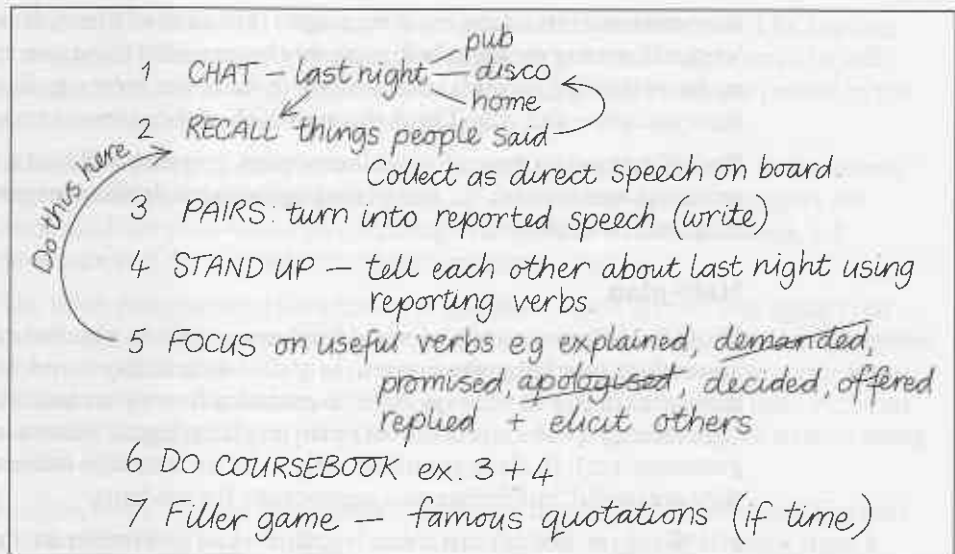 pub
1 CHAT – last night – disco
home
2 RECALL things people said
Collect as direct speech on board.
Do this here
3 PAIRS: turn into reported speech (write)
4 STAND UP – tell each other about last night using
reporting verbs
5 FOCUS on useful verbs eg explained, demanded,
promised, apologised, decided, offered
replied + elicit others
6 DO COURSEBOOK ex. 3 + 4
7 Filler game – famous quotations (if time)